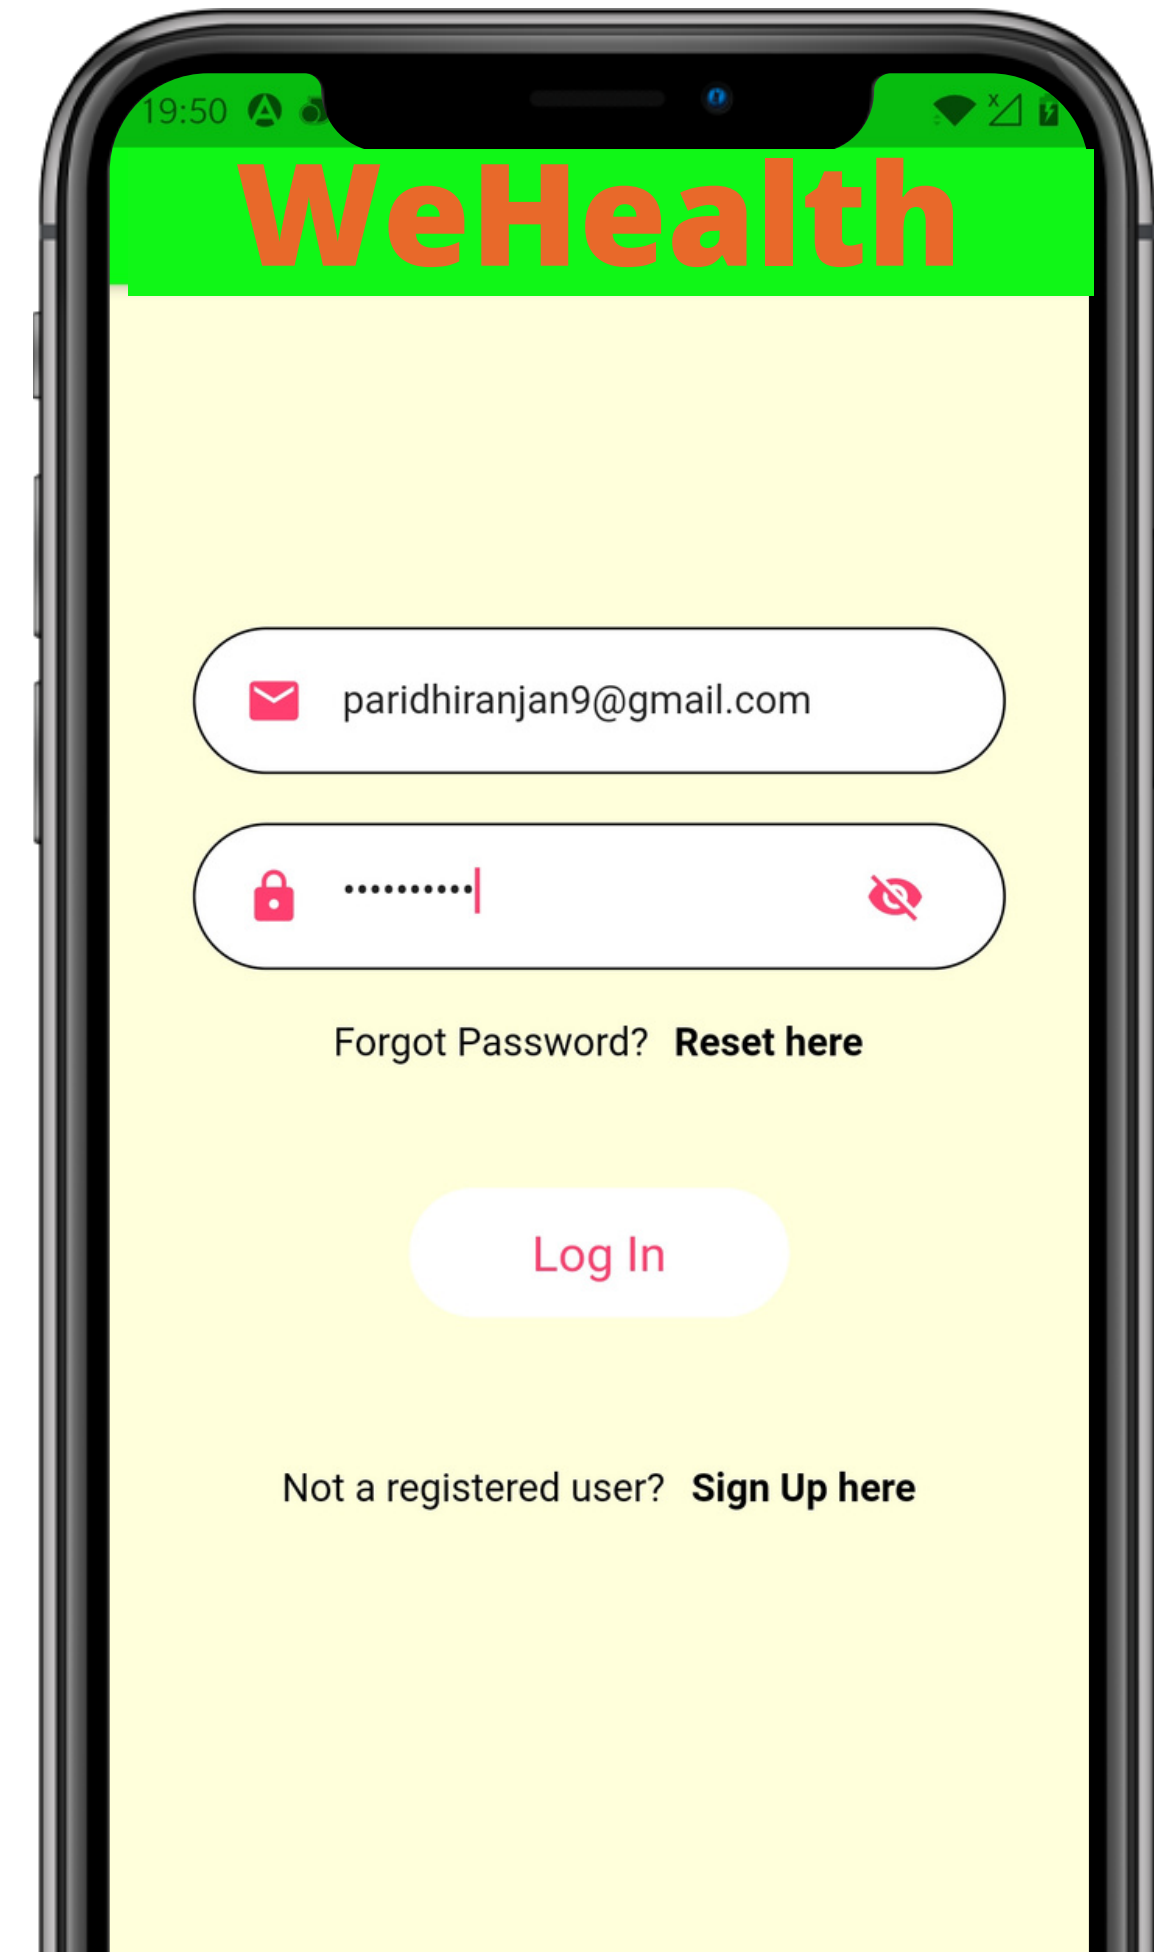 19:50
WeHealth
paridhiranjan9@gmail.com
••••••••••
Forgot Password? Reset here
Log In
Not a registered user? Sign Up here